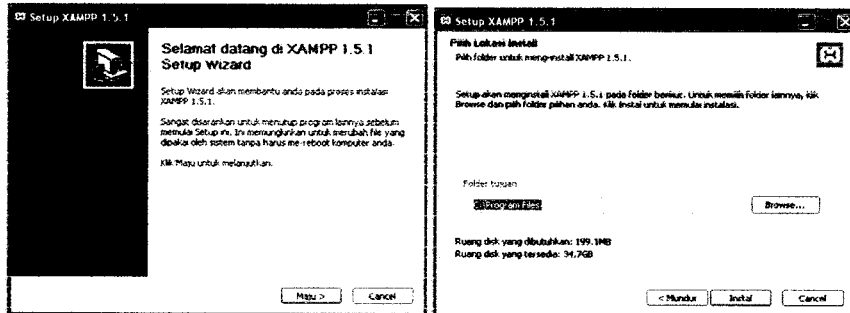 Setup XAMPP 1.5.1
Selamat datang di XAMPP 1.5.1
Setup Wizard
Setup Wizard akan membantu anda pada proses instalasi
XAMPP 1.5.1.
Sangat disarankan untuk menutup program lainnya sebelum
memulai Setup ini. Ini memungkinkan untuk merubah file yang
dipakai oleh sistem tanpa harus me-reboot komputer anda.
Klik Maju untuk melanjutkan.
Maju >
Cancel
Setup XAMPP 1.5.1
Pilih Lokasi Install
Pilih folder untuk meng-install XAMPP 1.5.1.
Setup akan menginstall XAMPP 1.5.1 pada folder berikut. Untuk memilih folder lainnya, klik
Browse dan pilih folder pilihan anda. Klik Instal untuk memulai instalasi.
Folder tujuan
C:\Program Files
Browse...
Ruang disk yang dibutuhkan: 199.1MB
Ruang disk yang tersedia: 34.7GB
< Mundur
Instal
Cancel